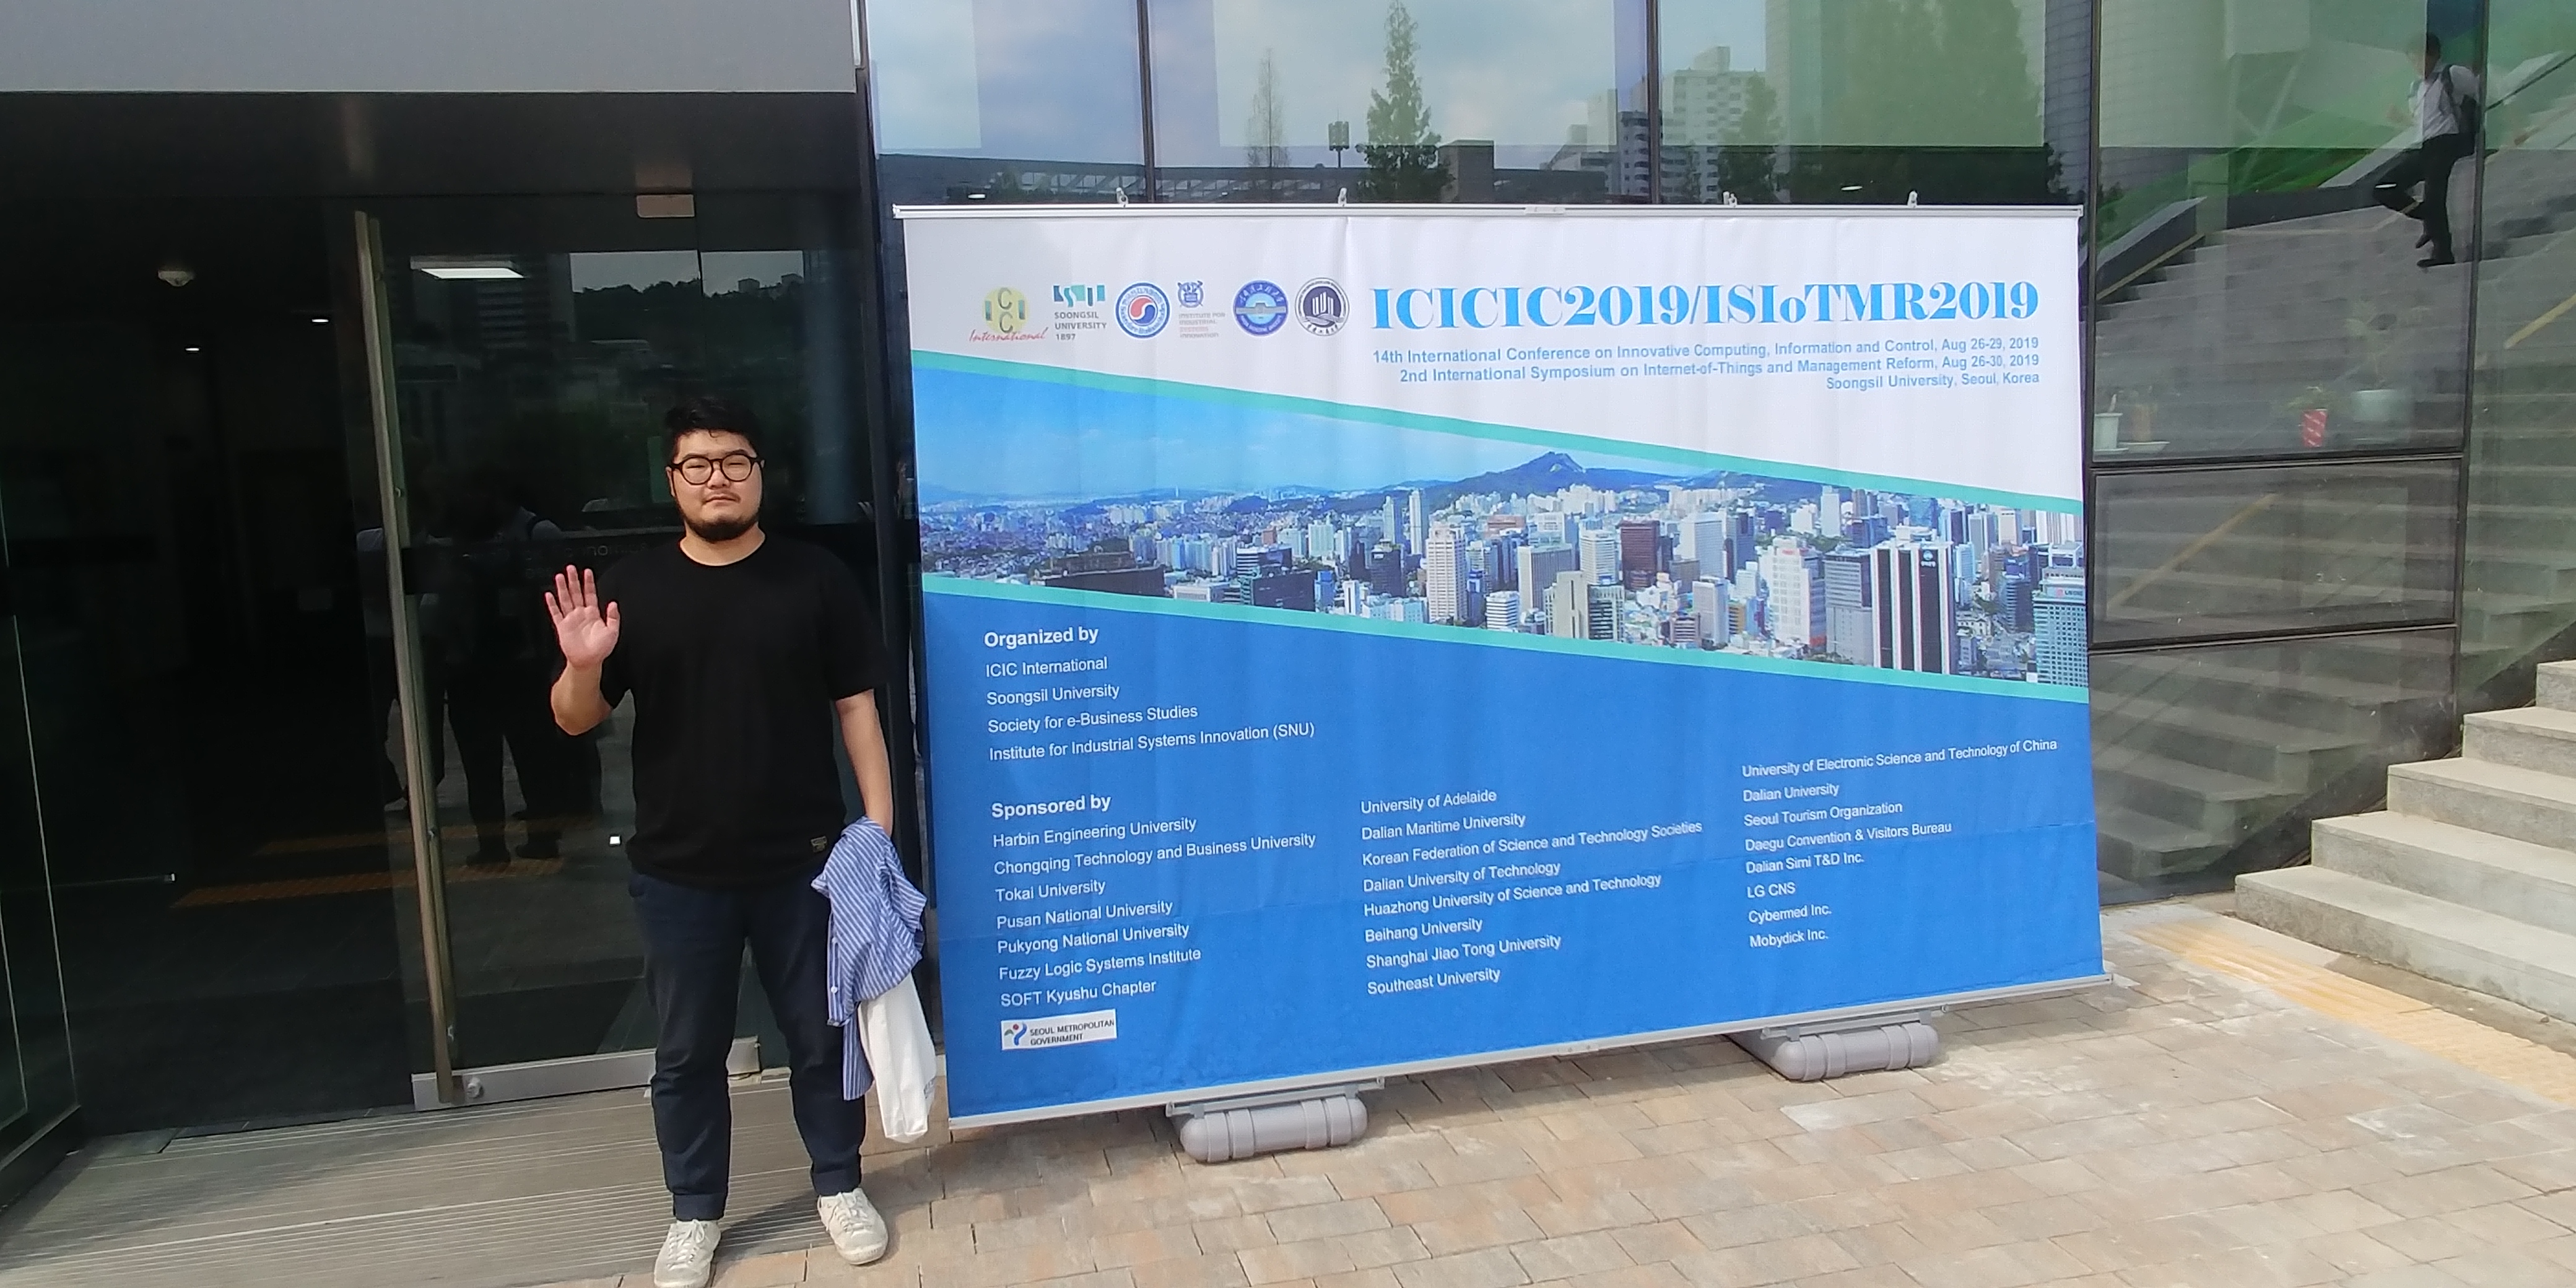 ICIC
International
SOONGSIL
UNIVERSITY
1897
INSTITUTE FOR
INDUSTRIAL
SYSTEMS
INNOVATION
ICICIC2019/ISIoTMR2019
14th International Conference on Innovative Computing, Information and Control, Aug 26-29, 2019
2nd International Symposium on Internet-of-Things and Management Reform, Aug 26-30, 2019
Soongsil University, Seoul, Korea
Organized by
ICIC International
Soongsil University
Society for e-Business Studies
Institute for Industrial Systems Innovation (SNU)
Sponsored by
Harbin Engineering University
Chongqing Technology and Business University
Tokai University
Pusan National University
Pukyong National University
Fuzzy Logic Systems Institute
SOFT Kyushu Chapter
SEOUL METROPOLITAN
GOVERNMENT
University of Adelaide
Dalian Maritime University
Korean Federation of Science and Technology Societies
Dalian University of Technology
Huazhong University of Science and Technology
Beihang University
Shanghai Jiao Tong University
Southeast University
University of Electronic Science and Technology of China
Dalian University
Seoul Tourism Organization
Daegu Convention & Visitors Bureau
Dalian Simi T&D Inc.
LG CNS
Cybermed Inc.
Mobydick Inc.